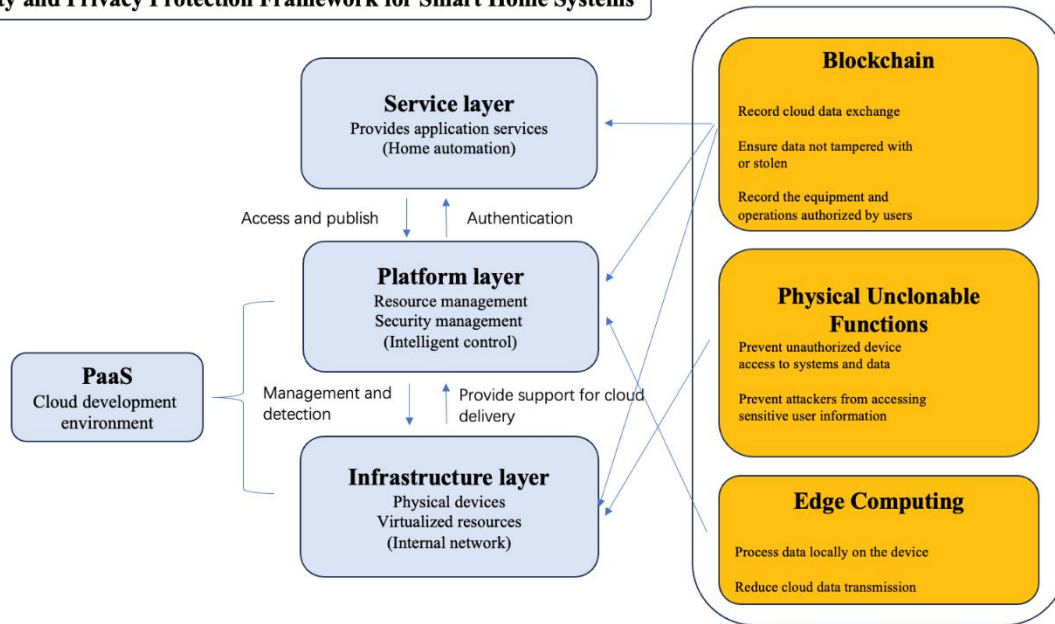 and Privacy Protection Framework for Smart Home Systems
Service layer
Provides application services
(Home automation)
Access and publish
Authentication
Platform layer
Resource management
Security management
(Intelligent control)
PaaS
Cloud development
environment
Management and
detection
Provide support for cloud
delivery
Infrastructure layer
Physical devices
Virtualized resources
(Internal network)
Blockchain
Record cloud data exchange
Ensure data not tampered with
or stolen
Record the equipment and
operations authorized by users
Physical Unclonable
Functions
Prevent unauthorized device
access to systems and data
Prevent attackers from accessing
sensitive user information
Edge Computing
Process data locally on the device
Reduce cloud data transmission